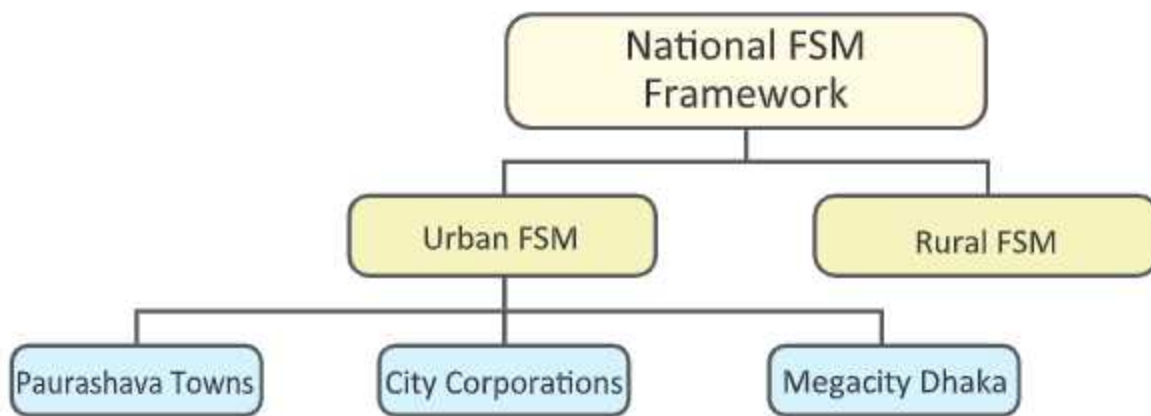 National FSM
Framework
Urban FSM
Rural FSM
Paurashava Towns
City Corporations
Megacity Dhaka